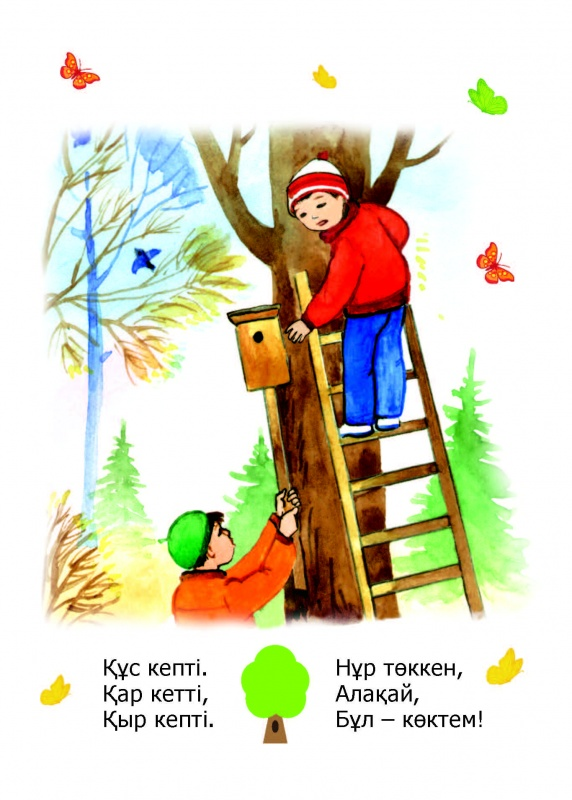 Құс кепті.
Қар кетті,
Қыр кепті.
Нұр төккен,
Алақай,
Бұл – көктем!